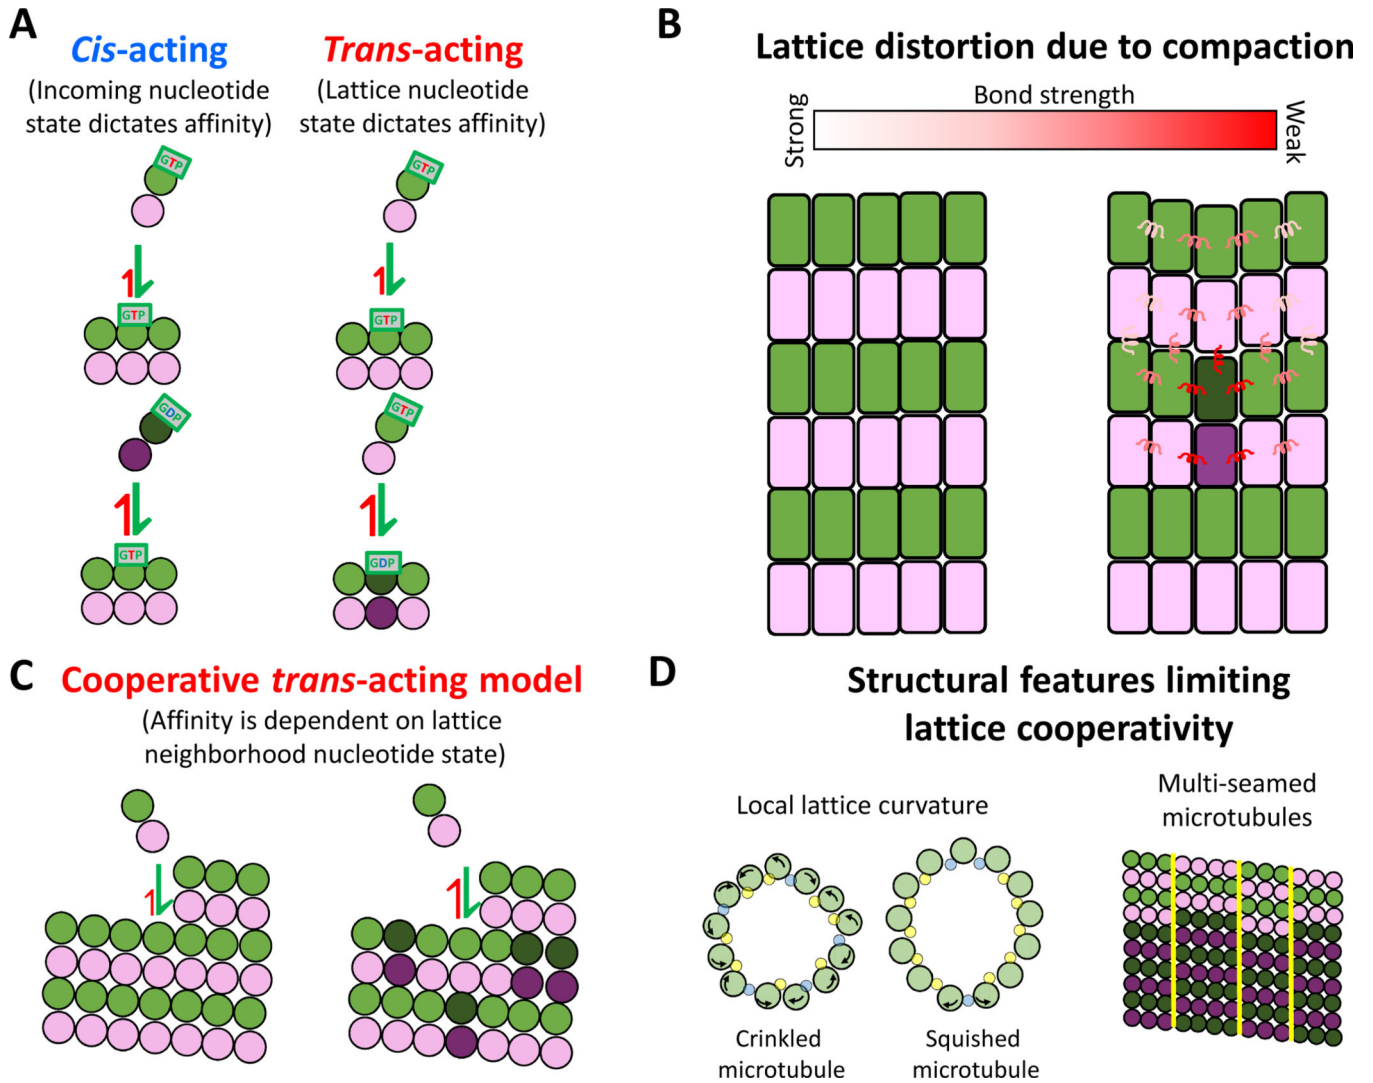 A
Cis-acting
(Incoming nucleotide
state dictates affinity)
GTP
GTP
GDP
GTP
Trans-acting
(Lattice nucleotide
state dictates affinity)
GTP
GTP
GTP
GDP
B
Lattice distortion due to compaction
Bond strength
Strong
Weak
C
Cooperative trans-acting model
(Affinity is dependent on lattice
neighborhood nucleotide state)
D
Structural features limiting
lattice cooperativity
Local lattice curvature
Crinkled
microtubule
Squished
microtubule
Multi-seamed
microtubules